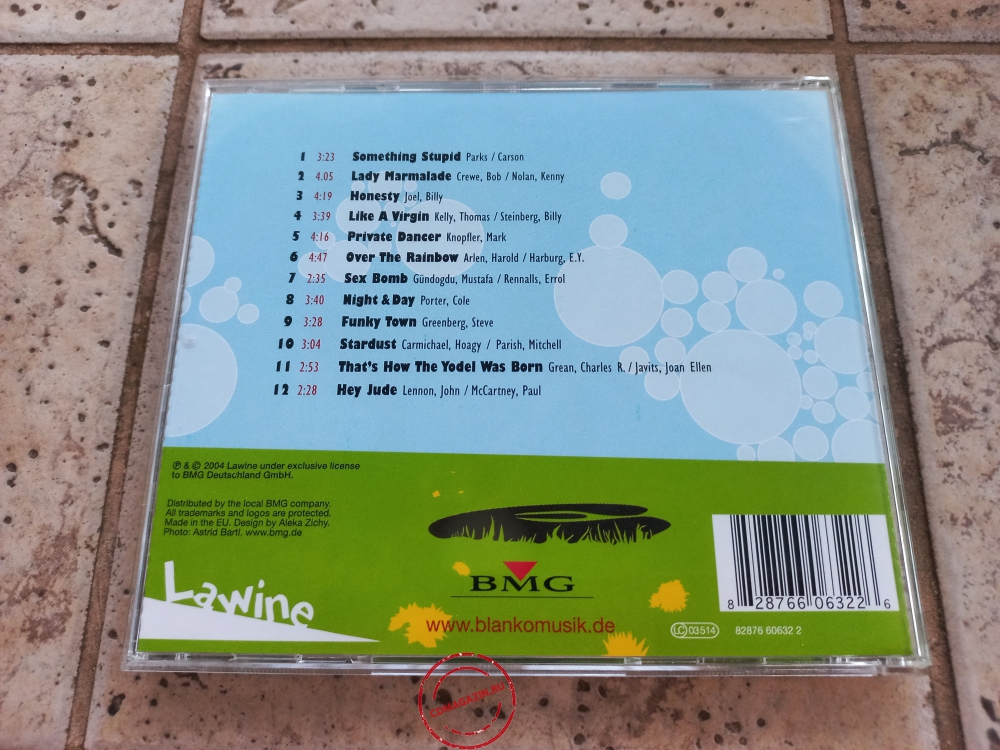 1 3:23 Something Stupid Parks / Carson
2 4.05 Lady Marmalade Crewe, Bob / Nolan, Kenny
3 4:19 Honesty Joel, Billy
4 3:39 Like A Virgin Kelly, Thomas / Steinberg, Billy
5 4:16 Private Dancer Knopfler, Mark
6 4:47 Over The Rainbow Arlen, Harold / Harburg, E.Y.
7 2:35 Sex Bomb Gündogdu, Mustafa / Rennalls, Errol
8 3:40 Night & Day Porter, Cole
9 3:28 Funky Town Greenberg, Steve
10 3:04 Stardust Carmichael, Hoagy / Parish, Mitchell
11 2:53 That's How The Yodel Was Born Grean, Charles R. / Javits, Joan Ellen
12 2:28 Hey Jude Lennon, John / McCartney, Paul
℗ & © 2004 Lawine under exclusive license
to BMG Deutschland GmbH.
Distributed by the local BMG company.
All trademarks and logos are protected.
Made in the EU. Design by Aleka Zichy.
Photo: Astrid Bartl. www.bmg.de
Lawine
BMG
www.blankomusik.de
8 28766 06322 6
LC 03514
82876 60632 2
CDMAGAZIN.RU